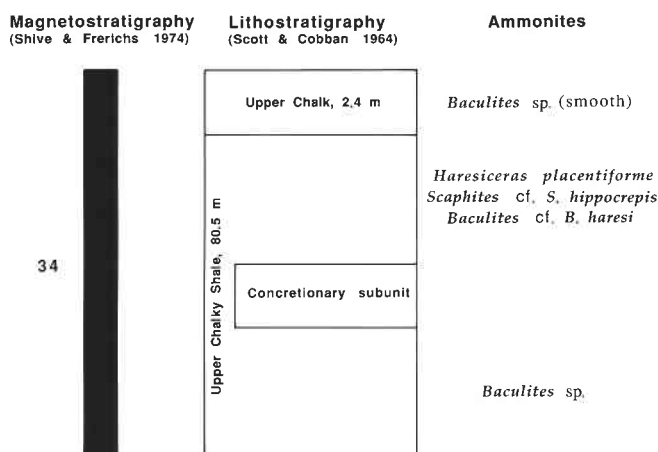 Magnetostratigraphy
(Shive & Frerichs 1974)
Lithostratigraphy
(Scott & Cobban 1964)
Ammonites
Upper Chalk, 2.4 m
Baculites sp. (smooth)
Haresiceras placentiforme
Scaphites cf. S. hippocrepis
Baculites cf. B. haresi
34
Upper Chalky Shale, 80.5 m
Concretionary subunit
Baculites sp.